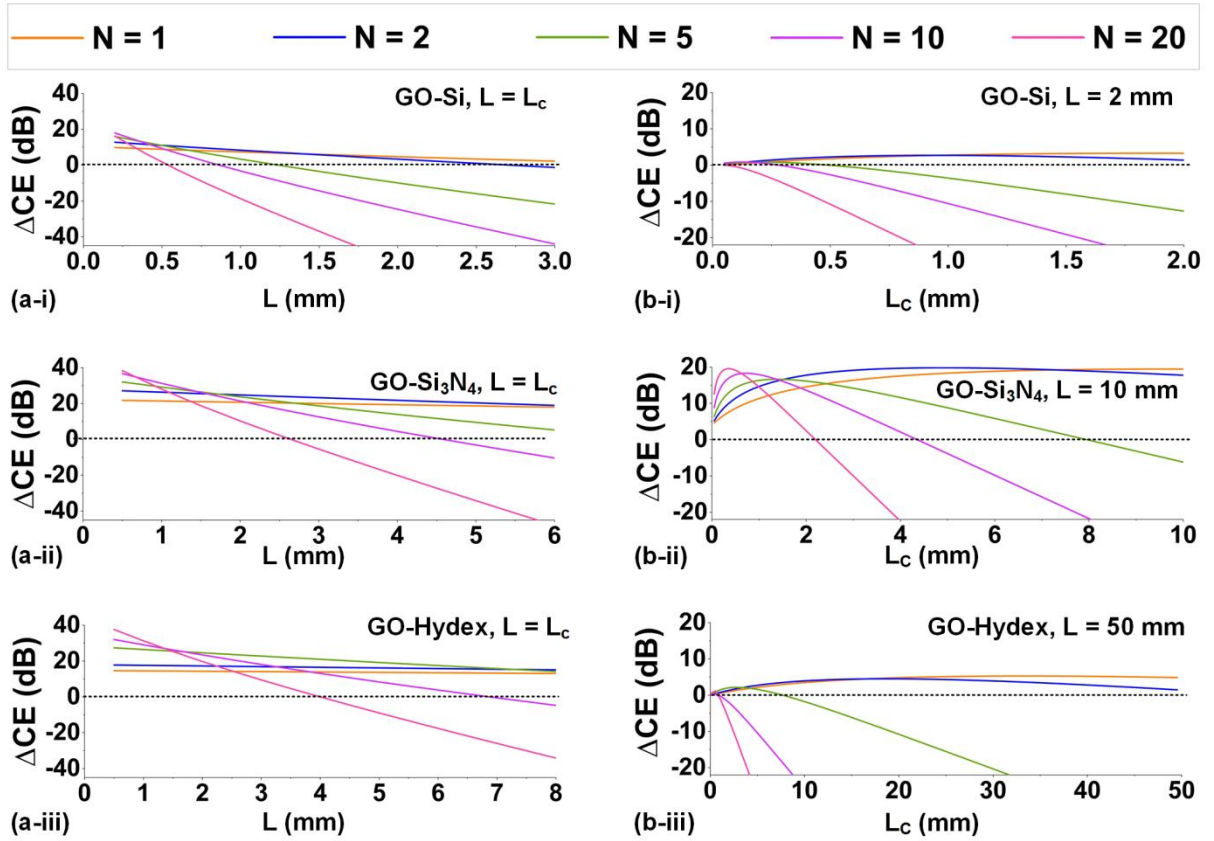 N = 1 N = 2 N = 5 N = 10 N = 20
GO-Si, L = Lc
ΔCE (dB)
40
20
0
-20
-40
0.0 0.5 1.0 1.5 2.0 2.5 3.0
(a-i)
L (mm)
GO-Si, L = 2 mm
ΔCE (dB)
20
10
0
-10
-20
0.0 0.5 1.0 1.5 2.0
(b-i)
LC (mm)
GO-Si3N4, L = Lc
ΔCE (dB)
40
20
0
-20
-40
0 1 2 3 4 5 6
(a-ii)
L (mm)
GO-Si3N4, L = 10 mm
ΔCE (dB)
20
10
0
-10
-20
0 2 4 6 8 10
(b-ii)
LC (mm)
GO-Hydex, L = Lc
ΔCE (dB)
40
20
0
-20
-40
0 1 2 3 4 5 6 7 8
(a-iii)
L (mm)
GO-Hydex, L = 50 mm
ΔCE (dB)
20
10
0
-10
-20
0 10 20 30 40 50
(b-iii)
LC (mm)